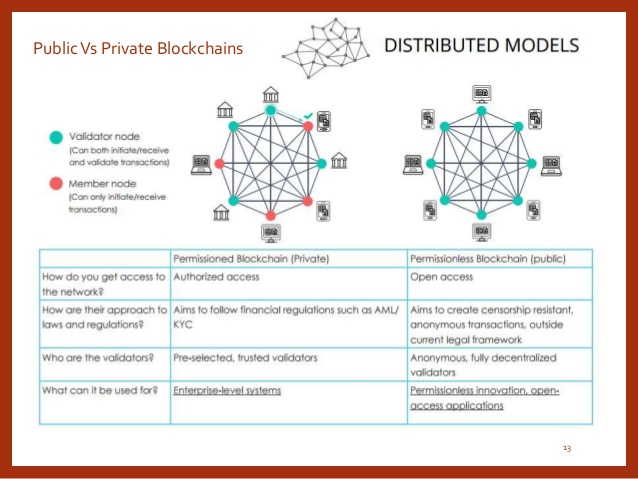 Public Vs Private Blockchains
DISTRIBUTED MODELS
Validator node
(Can both initiate/receive
and validate transactions)
Member node
(Can only initiate/receive
transactions)
Permissioned Blockchain (Private)
Permissionless Blockchain (public)
How do you get access to
the network?
Authorized access
Open access
How are their approach to
laws and regulations?
Aims to follow financial regulations such as AML/
KYC
Aims to create censorship resistant,
anonymous transactions, outside
current legal framework
Who are the validators?
Pre-selected, trusted validators
Anonymous, fully decentralized
validators
What can it be used for?
Enterprise-level systems
Permissionless innovation, open-
access applications
13